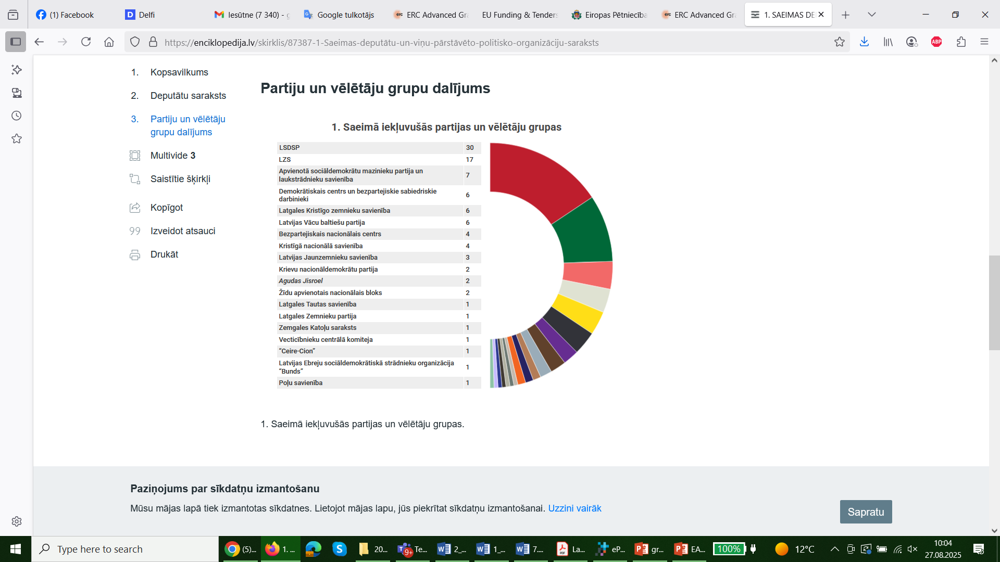 (1) Facebook
Delfi
Iesūtne (7 340) - g
Google tulkotājs
ERC Advanced Gra
EU Funding & Tenders
Eiropas Pētniecība
ERC Advanced Gra
1. SAEIMAS DE
https://enciklopedija.lv/skirklis/87387-1-Saeimas-deputātu-un-viņu-pārstāvēto-politisko-organizāciju-saraksts
ABP
1. Kopsavilkums
2. Deputātu saraksts
3. Partiju un vēlētāju
grupu dalījums
Multivide 3
Saistītie šķirkļi
Kopīgot
Izveidot atsauci
Drukāt
Partiju un vēlētāju grupu dalījums
1. Saeimā iekļuvušās partijas un vēlētāju grupas
LSDSP 30
LZS 17
Apvienotā sociāldemokrātu mazinieku partija un
laukstrādnieku savienība 7
Demokrātiskais centrs un bezpartejiskie sabiedriskie
darbinieki 6
Latgales Kristīgo zemnieku savienība 6
Latvijas Vācu baltiešu partija 6
Bezpartejiskais nacionālais centrs 4
Kristīgā nacionālā savienība 4
Latvijas Jaunzemnieku savienība 3
Krievu nacionāldemokrātu partija 2
Agudas Jisroel 2
Žīdu apvienotais nacionālais bloks 2
Latgales Tautas savienība 1
Latgales Zemnieku partija 1
Zemgales Katoļu saraksts 1
Vecticībnieku centrālā komiteja 1
“Ceire-Cion” 1
Latvijas Ebreju sociāldemokrātiskā strādnieku organizācija
“Bunds” 1
Poļu savienība 1
1. Saeimā iekļuvušās partijas un vēlētāju grupas.
Paziņojums par sīkdatņu izmantošanu
Mūsu mājas lapā tiek izmantotas sīkdatnes. Lietojot mājas lapu, jūs piekrītat sīkdatņu izmantošanai. Uzzini vairāk
Sapratu
Type here to search
(5)...
1. ...
20...
9+
Te...
2_...
1_...
7....
La...
eP...
gr...
EA...
100%
12°C
10:04
27.08.2025